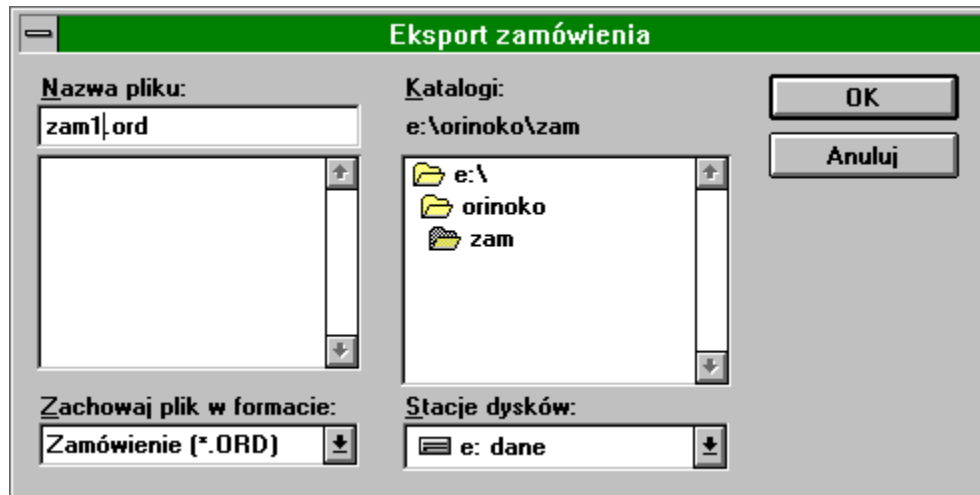 Eksport zamówienia
Nazwa pliku:
zam1.ord
Katalogi:
e:\orinoko\zam
e:\
orinoko
zam
OK
Anuluj
Zachowaj plik w formacie:
Zamówienie (*.ORD)
Stacje dysków:
e: dane